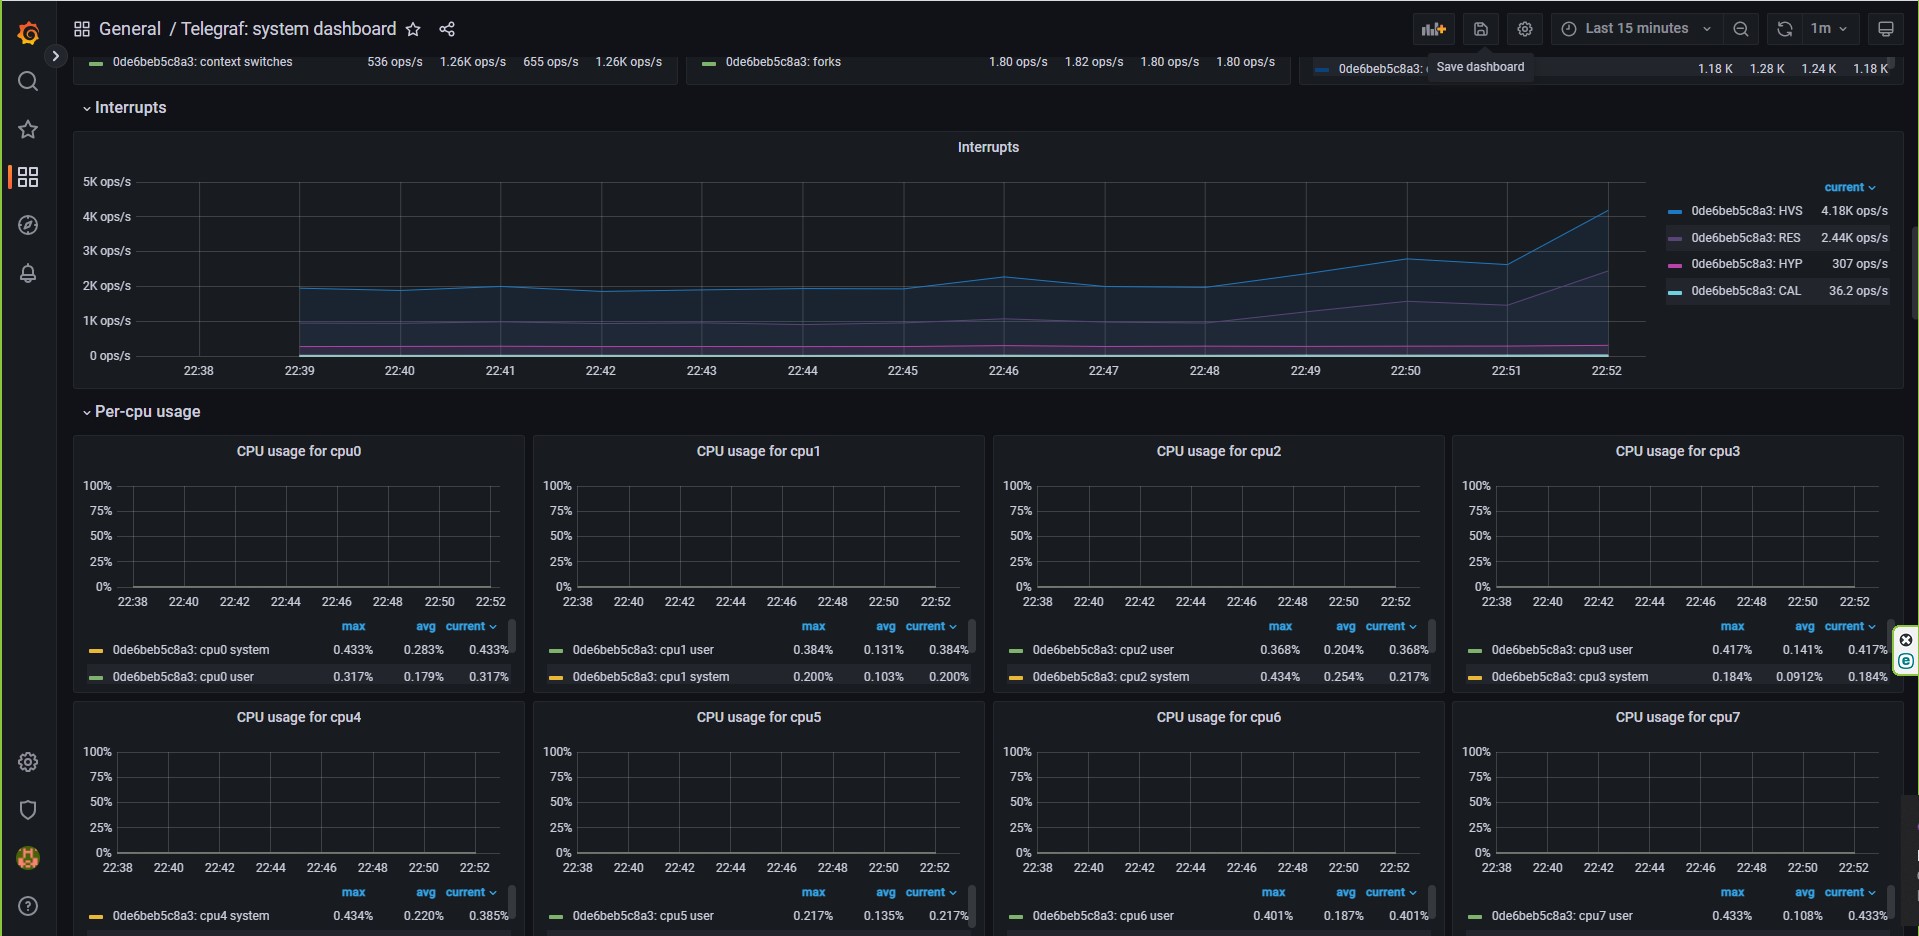 General / Telegraf: system dashboard
Last 15 minutes
1m
Save dashboard
0de6beb5c8a3: context switches 536 ops/s 1.26K ops/s 655 ops/s 1.26K ops/s
0de6beb5c8a3: forks 1.80 ops/s 1.82 ops/s 1.80 ops/s 1.80 ops/s
0de6beb5c8a3: 1.18 K 1.28 K 1.24 K 1.18 K
Interrupts
Interrupts
5K ops/s
4K ops/s
3K ops/s
2K ops/s
1K ops/s
0 ops/s
22:38 22:39 22:40 22:41 22:42 22:43 22:44 22:45 22:46 22:47 22:48 22:49 22:50 22:51 22:52
current
0de6beb5c8a3: HVS 4.18K ops/s
0de6beb5c8a3: RES 2.44K ops/s
0de6beb5c8a3: HYP 307 ops/s
0de6beb5c8a3: CAL 36.2 ops/s
Per-cpu usage
CPU usage for cpu0
100%
75%
50%
25%
0%
22:38 22:40 22:42 22:44 22:46 22:48 22:50 22:52
max avg current
0de6beb5c8a3: cpu0 system 0.433% 0.283% 0.433%
0de6beb5c8a3: cpu0 user 0.317% 0.179% 0.317%
CPU usage for cpu1
100%
75%
50%
25%
0%
22:38 22:40 22:42 22:44 22:46 22:48 22:50 22:52
max avg current
0de6beb5c8a3: cpu1 user 0.384% 0.131% 0.384%
0de6beb5c8a3: cpu1 system 0.200% 0.103% 0.200%
CPU usage for cpu2
100%
75%
50%
25%
0%
22:38 22:40 22:42 22:44 22:46 22:48 22:50 22:52
max avg current
0de6beb5c8a3: cpu2 user 0.368% 0.204% 0.368%
0de6beb5c8a3: cpu2 system 0.434% 0.254% 0.217%
CPU usage for cpu3
100%
75%
50%
25%
0%
22:38 22:40 22:42 22:44 22:46 22:48 22:50 22:52
max avg current
0de6beb5c8a3: cpu3 user 0.417% 0.141% 0.417%
0de6beb5c8a3: cpu3 system 0.184% 0.0912% 0.184%
CPU usage for cpu4
100%
75%
50%
25%
0%
22:38 22:40 22:42 22:44 22:46 22:48 22:50 22:52
max avg current
0de6beb5c8a3: cpu4 system 0.434% 0.220% 0.385%
CPU usage for cpu5
100%
75%
50%
25%
0%
22:38 22:40 22:42 22:44 22:46 22:48 22:50 22:52
max avg current
0de6beb5c8a3: cpu5 user 0.217% 0.135% 0.217%
CPU usage for cpu6
100%
75%
50%
25%
0%
22:38 22:40 22:42 22:44 22:46 22:48 22:50 22:52
max avg current
0de6beb5c8a3: cpu6 user 0.401% 0.187% 0.401%
CPU usage for cpu7
100%
75%
50%
25%
0%
22:38 22:40 22:42 22:44 22:46 22:48 22:50 22:52
max avg current
0de6beb5c8a3: cpu7 user 0.433% 0.108% 0.433%